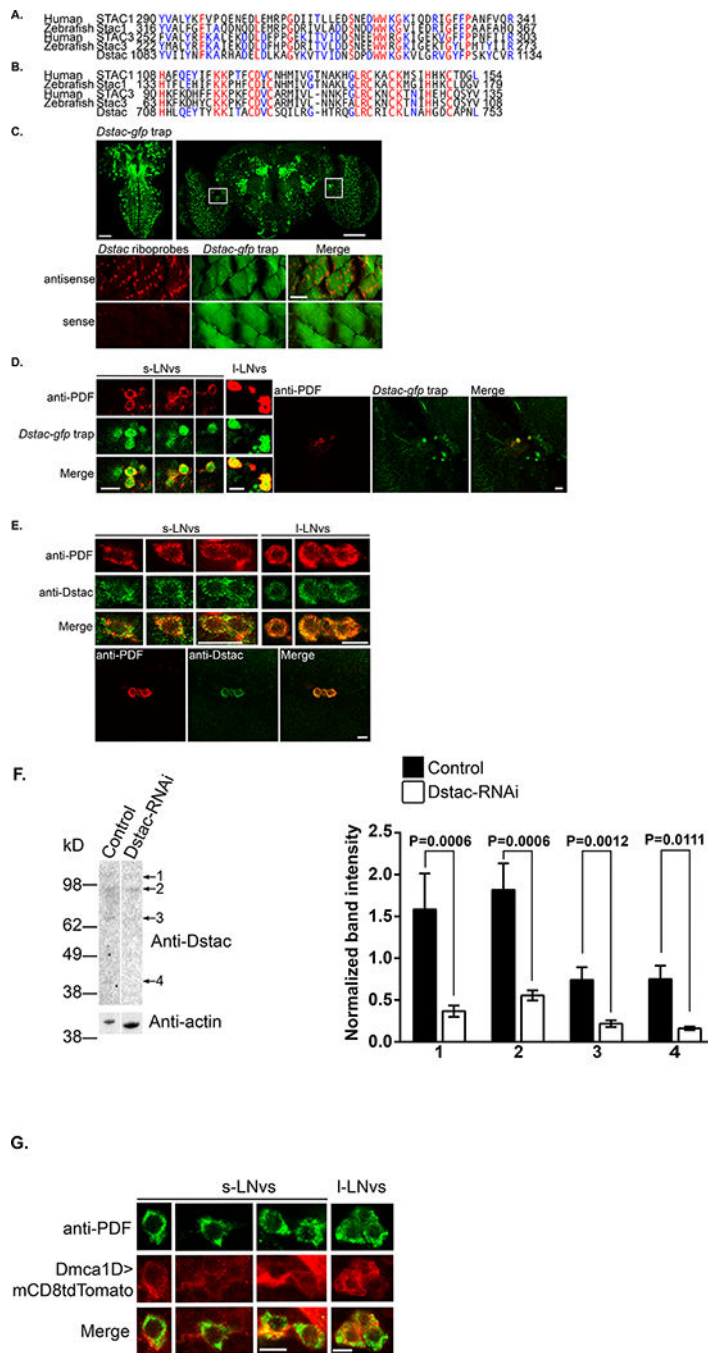 A.
Human STAC1 290 YVALYKFVPQENEDLEMRPGDIITLLEDSNEDWWKGKIQDRIGFFPANFVQR 341
Zebrafish Stac1 316 YVALFGFTAQDNQDLEMRPGDRILVLADDSNEDWWKGKIEDRIGFFPAAFAHQ 367
Human STAC3 252 FVALYRFKALEKDDLDFPPGEKITVIDDSNEEWWRGKIGEKVGFFPPNFIIR 303
Zebrafish Stac3 222 YVALYRFKAIEKDDLDFHPGDRITVLDDSNEEWWRGKIGEKTGYLPMTYIIR 273
Dstac 1083 YVIIYNFKARHADELDLKAGYKVTVIDNSDPDWWKGKVLGRVGYFPSKYCVR 1134
B.
Human STAC1 108 HAFQEYIFKKPTFCDVCNHMIVGTNAKHGLRCKACKMSIHHKCTDGL 154
Zebrafish Stac1 133 HTFLEHIFKKPHFCDICNHMIVGTNAKHGLRCKACKMGIHHKCLDGV 179
Human STAC3 90 HKFKDHFFKKPKFCDVCARMIVL-NNKFGLRCKNCKTNIHEHCQSYV 135
Zebrafish Stac3 63 HKFKDHYCKKPKFCDVCARMIVL-NNKFALRCKNCKTNIHHSCQSYV 108
Dstac 708 HHLQEYTYKKITACDVCSQILRG-HTRQGLRCRICKLNAHGDCAPNL 753
C.
Dstac-gfp trap
Dstac riboprobes Dstac-gfp trap Merge
antisense
sense
D.
s-LNvs l-LNvs
anti-PDF
anti-PDF Dstac-gfp trap Merge
Dstac-gfp trap
Merge
E.
s-LNvs l-LNvs
anti-PDF
anti-Dstac
Merge
anti-PDF anti-Dstac Merge
F.
kD Control Dstac-RNAi
98
62
49
38
38
1
2
3
4
Anti-Dstac
Anti-actin
Control
Dstac-RNAi
P=0.0006 P=0.0006 P=0.0012 P=0.0111
Normalized band intensity
2.5
2.0
1.5
1.0
0.5
0.0
1 2 3 4
G.
s-LNvs l-LNvs
anti-PDF
Dmca1D>
mCD8tdTomato
Merge